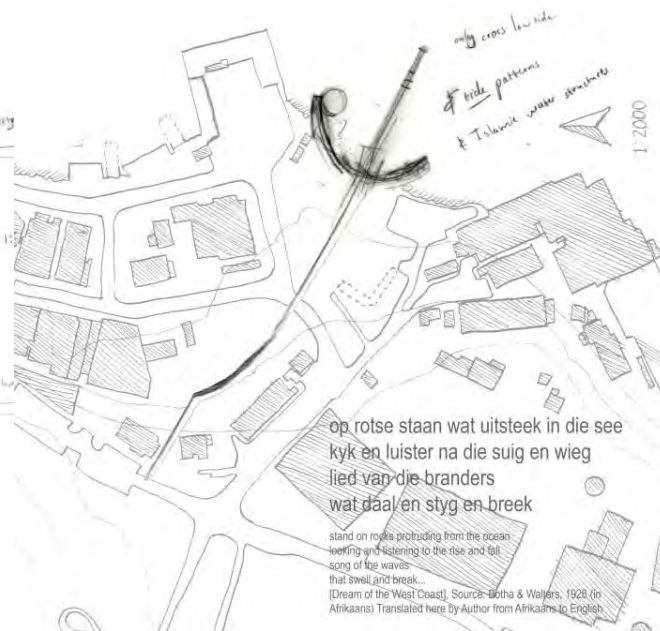 only cross low tide.
& tide patterns
& Islamic water structures
1:2000
op rotse staan wat uitsteek in die see
kyk en luister na die suig en wieg
lied van die branders
wat daal en styg en breek
stand on rocks protruding from the ocean
looking and listening to the rise and fall
song of the waves
that swell and break...
[Dream of the West Coast], Source: Botha & Walters, 1926 (in
Afrikaans) Translated here by Author from Afrikaans to English